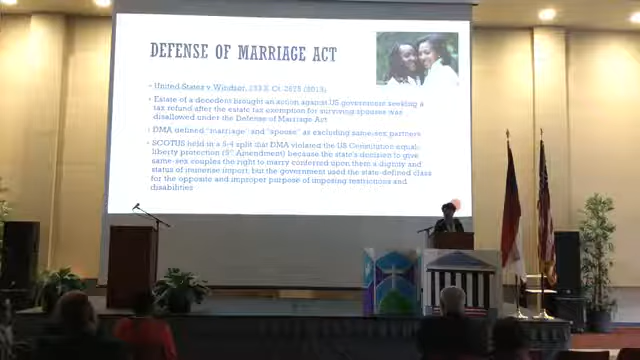 DEFENSE OF MARRIAGE ACT
United States v. Windsor, 133 S. Ct. 2675 (2013)
Estate of a decedent brought an action against US government seeking a
tax refund after the estate tax exemption for surviving spouses was
disallowed under the Defense of Marriage Act
DMA defined "marriage" and "spouse" as excluding same-sex partners
SCOTUS held in a 5-4 split that DMA violated the US Constitution equal
liberty protection (5th Amendment) because the state's decision to give
same-sex couples the right to marry conferred upon them a dignity and
status of immense import, but the government used the state-defined class
for the opposite and improper purpose of imposing restrictions and
disabilities